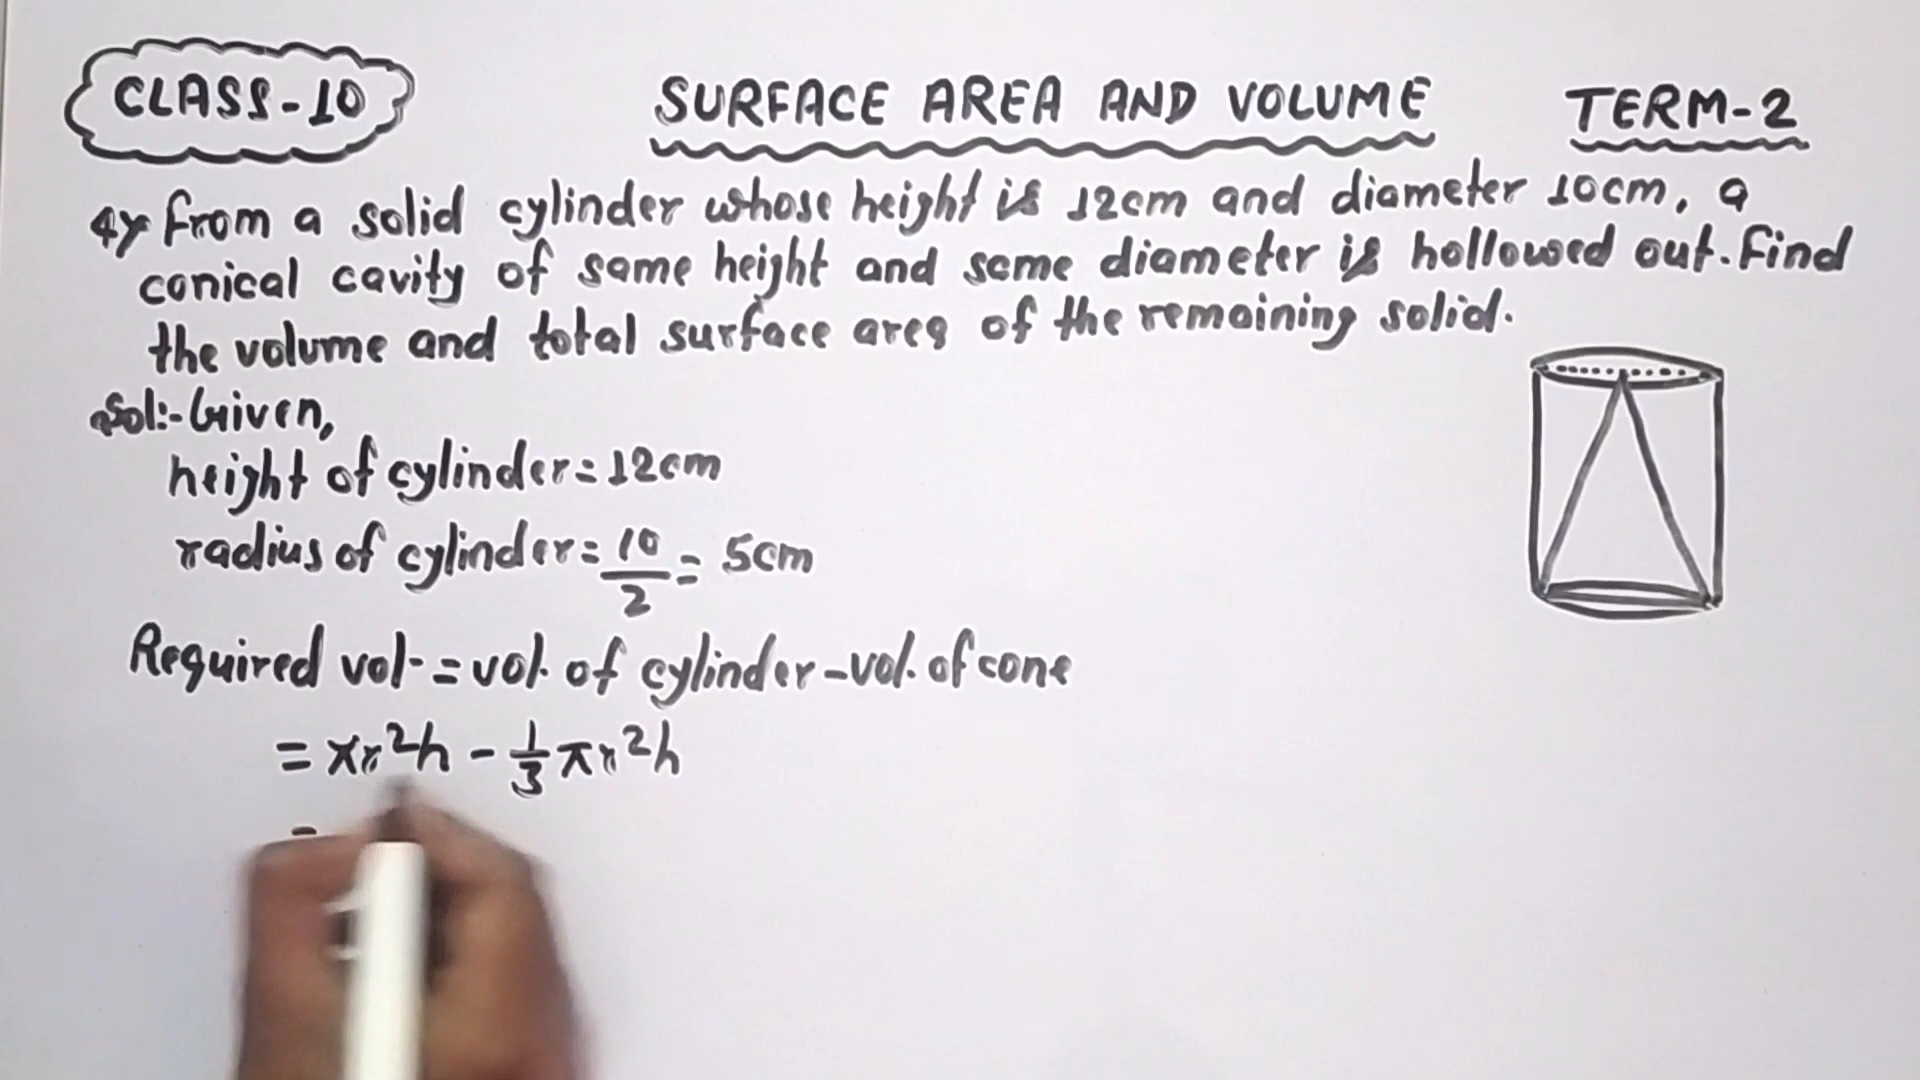 CLASS-10
SURFACE AREA AND VOLUME
TERM-2
4) From a solid cylinder whose height is 12cm and diameter 10cm, a
conical cavity of same height and same diameter is hollowed out. Find
the volume and total surface area of the remaining solid.
Sol:- Given,
height of cylinder = 12cm
radius of cylinder = 10/2 = 5cm
Required vol. = vol. of cylinder - vol. of cone
= πr²h - 1/3 πr²h
=